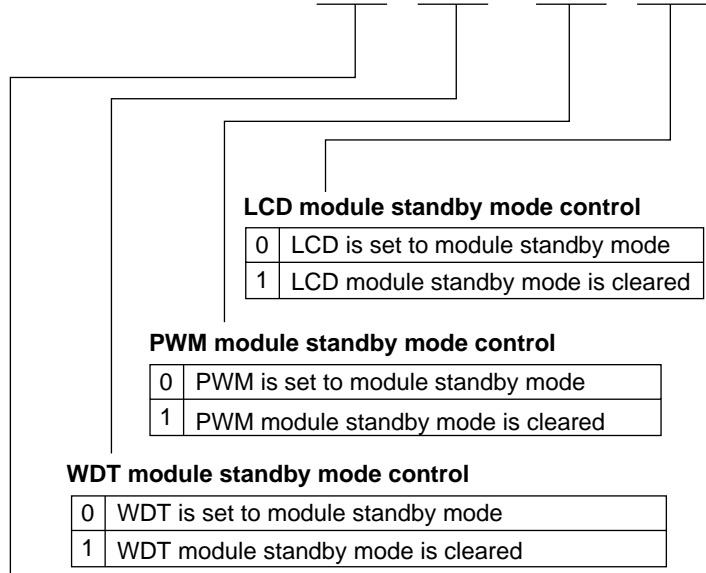 LCD module standby mode control
0 LCD is set to module standby mode
1 LCD module standby mode is cleared
PWM module standby mode control
0 PWM is set to module standby mode
1 PWM module standby mode is cleared
WDT module standby mode control
0 WDT is set to module standby mode
1 WDT module standby mode is cleared